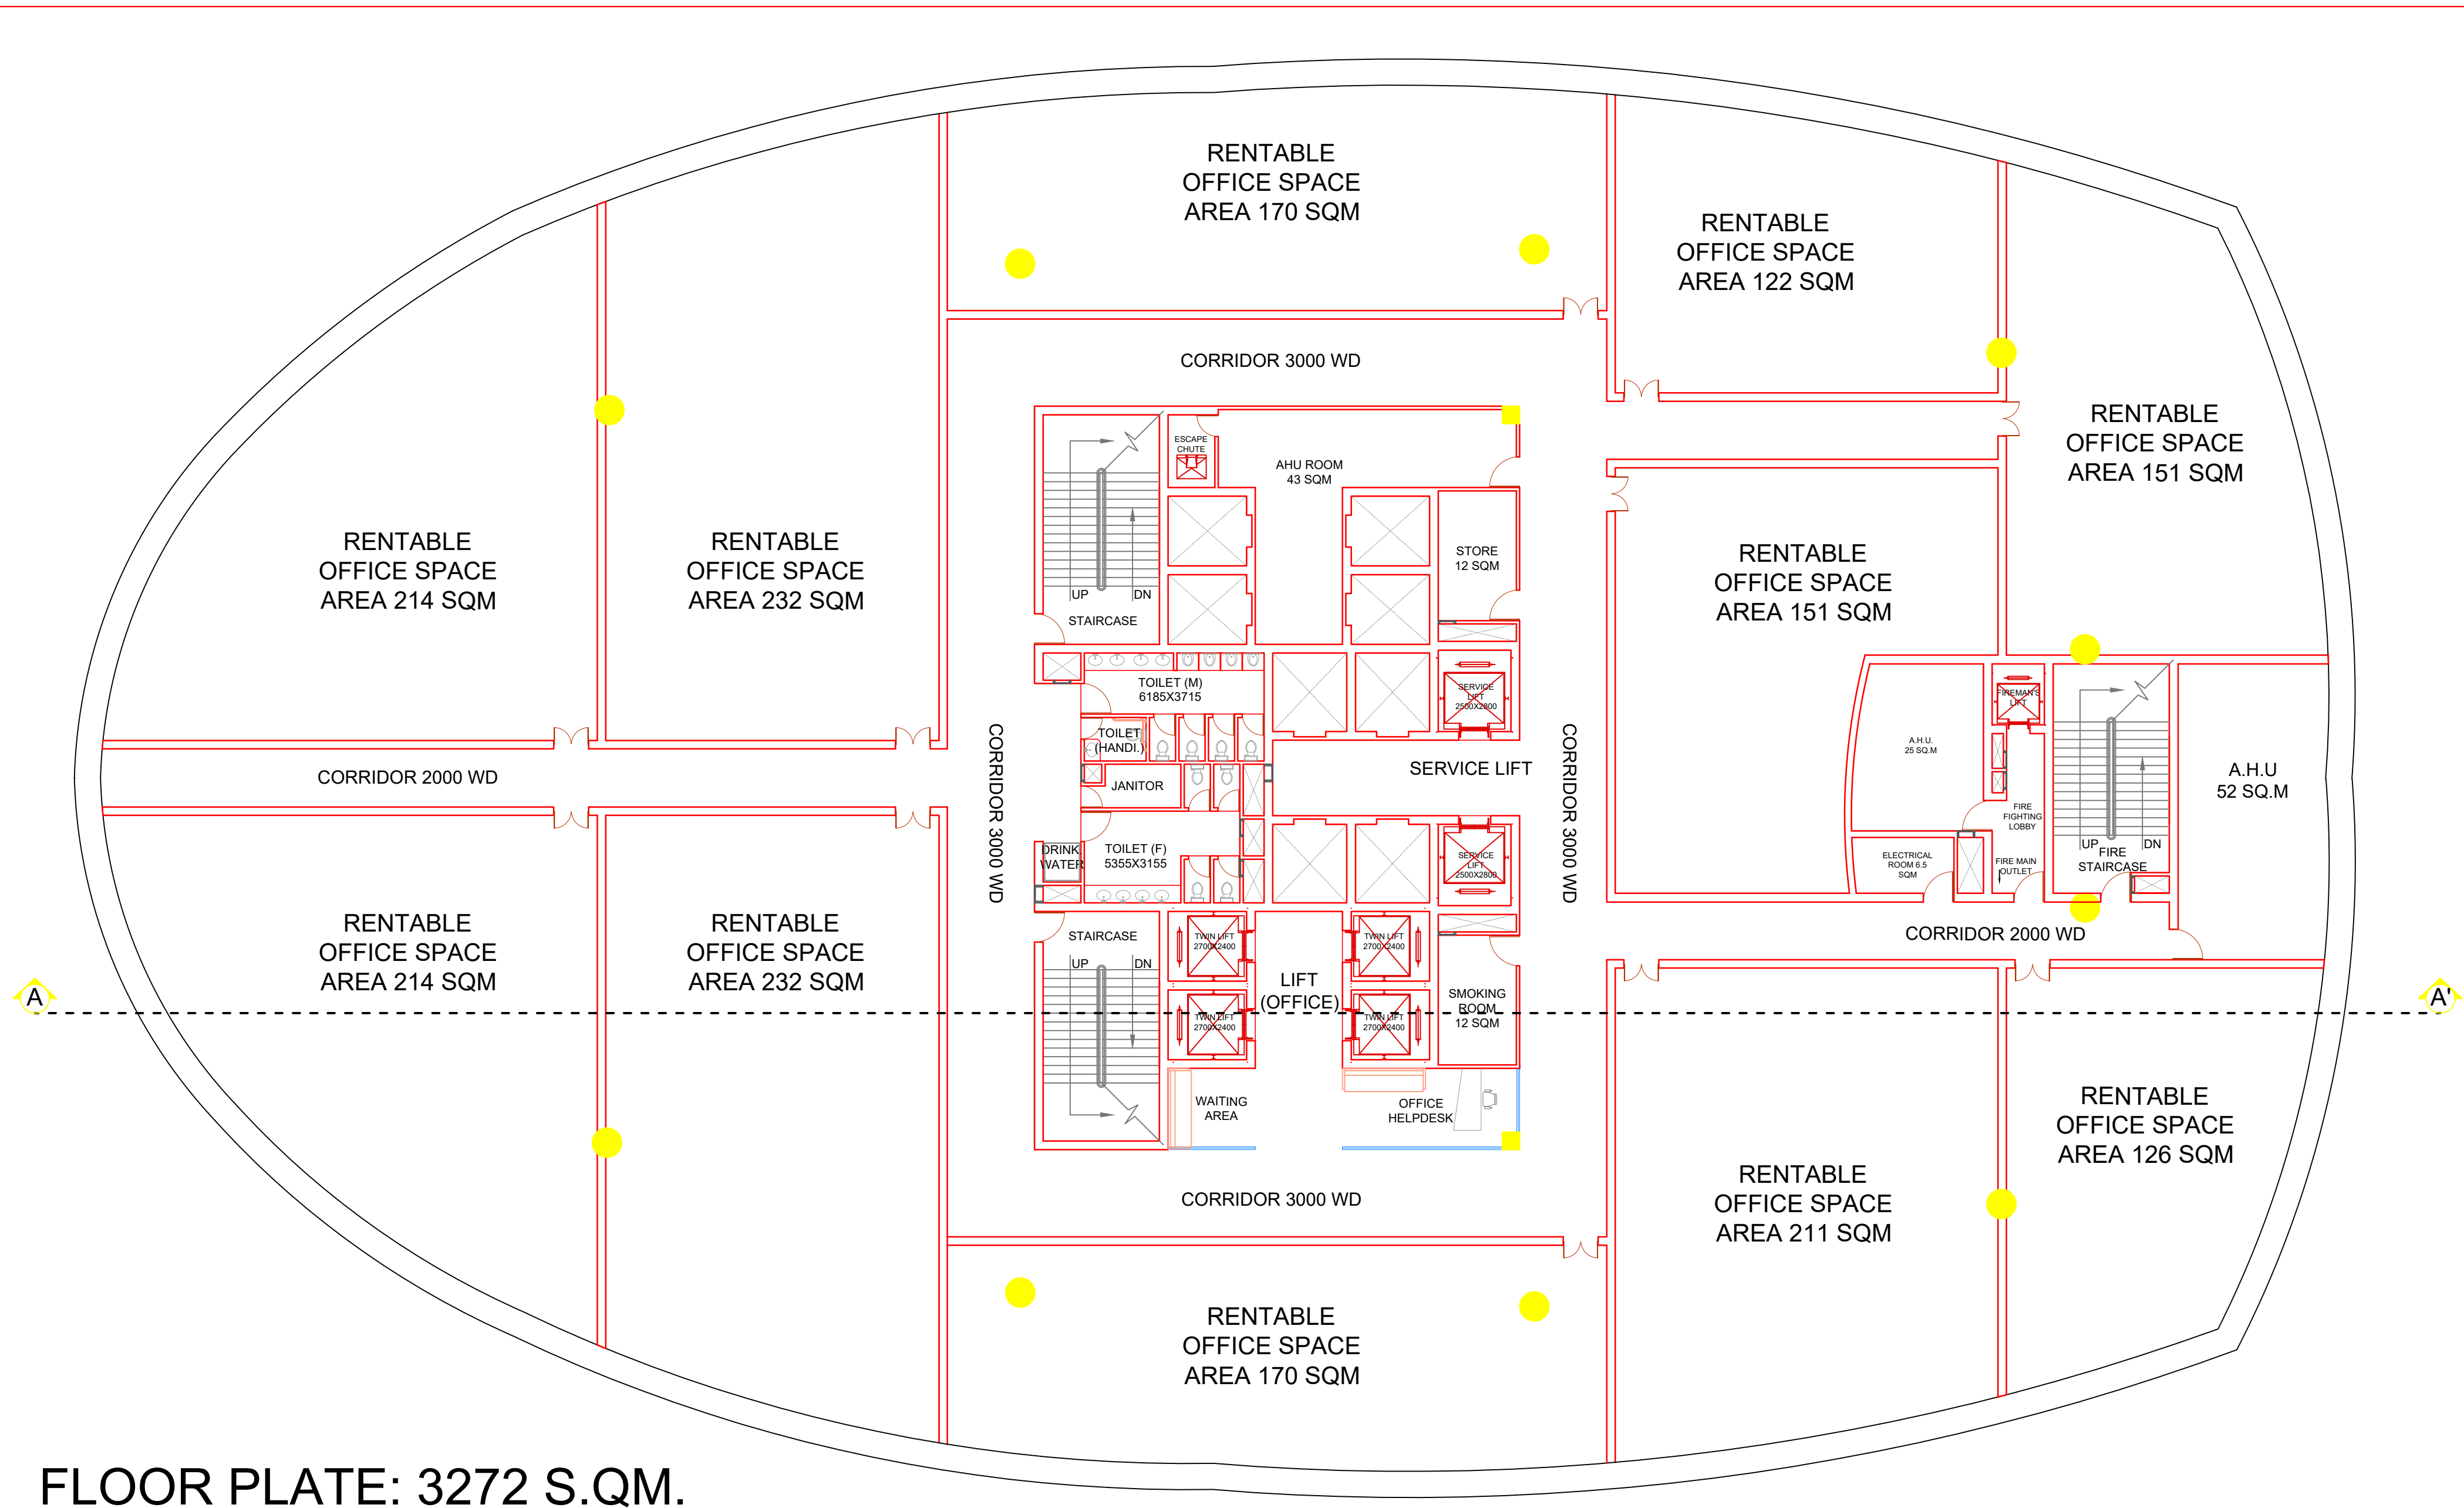 RENTABLE
OFFICE SPACE
AREA 170 SQM
RENTABLE
OFFICE SPACE
AREA 122 SQM
CORRIDOR 3000 WD
RENTABLE
OFFICE SPACE
AREA 151 SQM
ESCAPE
CHUTE
AHU ROOM
43 SQM
RENTABLE
OFFICE SPACE
AREA 214 SQM
RENTABLE
OFFICE SPACE
AREA 232 SQM
STORE
12 SQM
RENTABLE
OFFICE SPACE
AREA 151 SQM
UP
DN
STAIRCASE
TOILET (M)
6185X3715
SERVICE
LIFT
2500X2800
FIREMAN'S
LIFT
TOILET
(HANDI.)
CORRIDOR 3000 WD
CORRIDOR 3000 WD
A.H.U.
25 SQ.M
CORRIDOR 2000 WD
SERVICE LIFT
A.H.U
52 SQ.M
JANITOR
FIRE
FIGHTING
LOBBY
DRINK.
WATER
TOILET (F)
5355X3155
SERVICE
LIFT
2500X2800
ELECTRICAL
ROOM 6.5
SQM
FIRE MAIN
OUTLET
UP
DN
FIRE
STAIRCASE
RENTABLE
OFFICE SPACE
AREA 214 SQM
RENTABLE
OFFICE SPACE
AREA 232 SQM
STAIRCASE
UP
DN
TWIN LIFT
2700X2400
TWIN LIFT
2700X2400
CORRIDOR 2000 WD
LIFT
(OFFICE)
SMOKING
ROOM
12 SQM
A
A'
TWIN LIFT
2700X2400
TWIN LIFT
2700X2400
WAITING
AREA
OFFICE
HELPDESK
RENTABLE
OFFICE SPACE
AREA 126 SQM
RENTABLE
OFFICE SPACE
AREA 211 SQM
CORRIDOR 3000 WD
RENTABLE
OFFICE SPACE
AREA 170 SQM
FLOOR PLATE: 3272 S.QM.